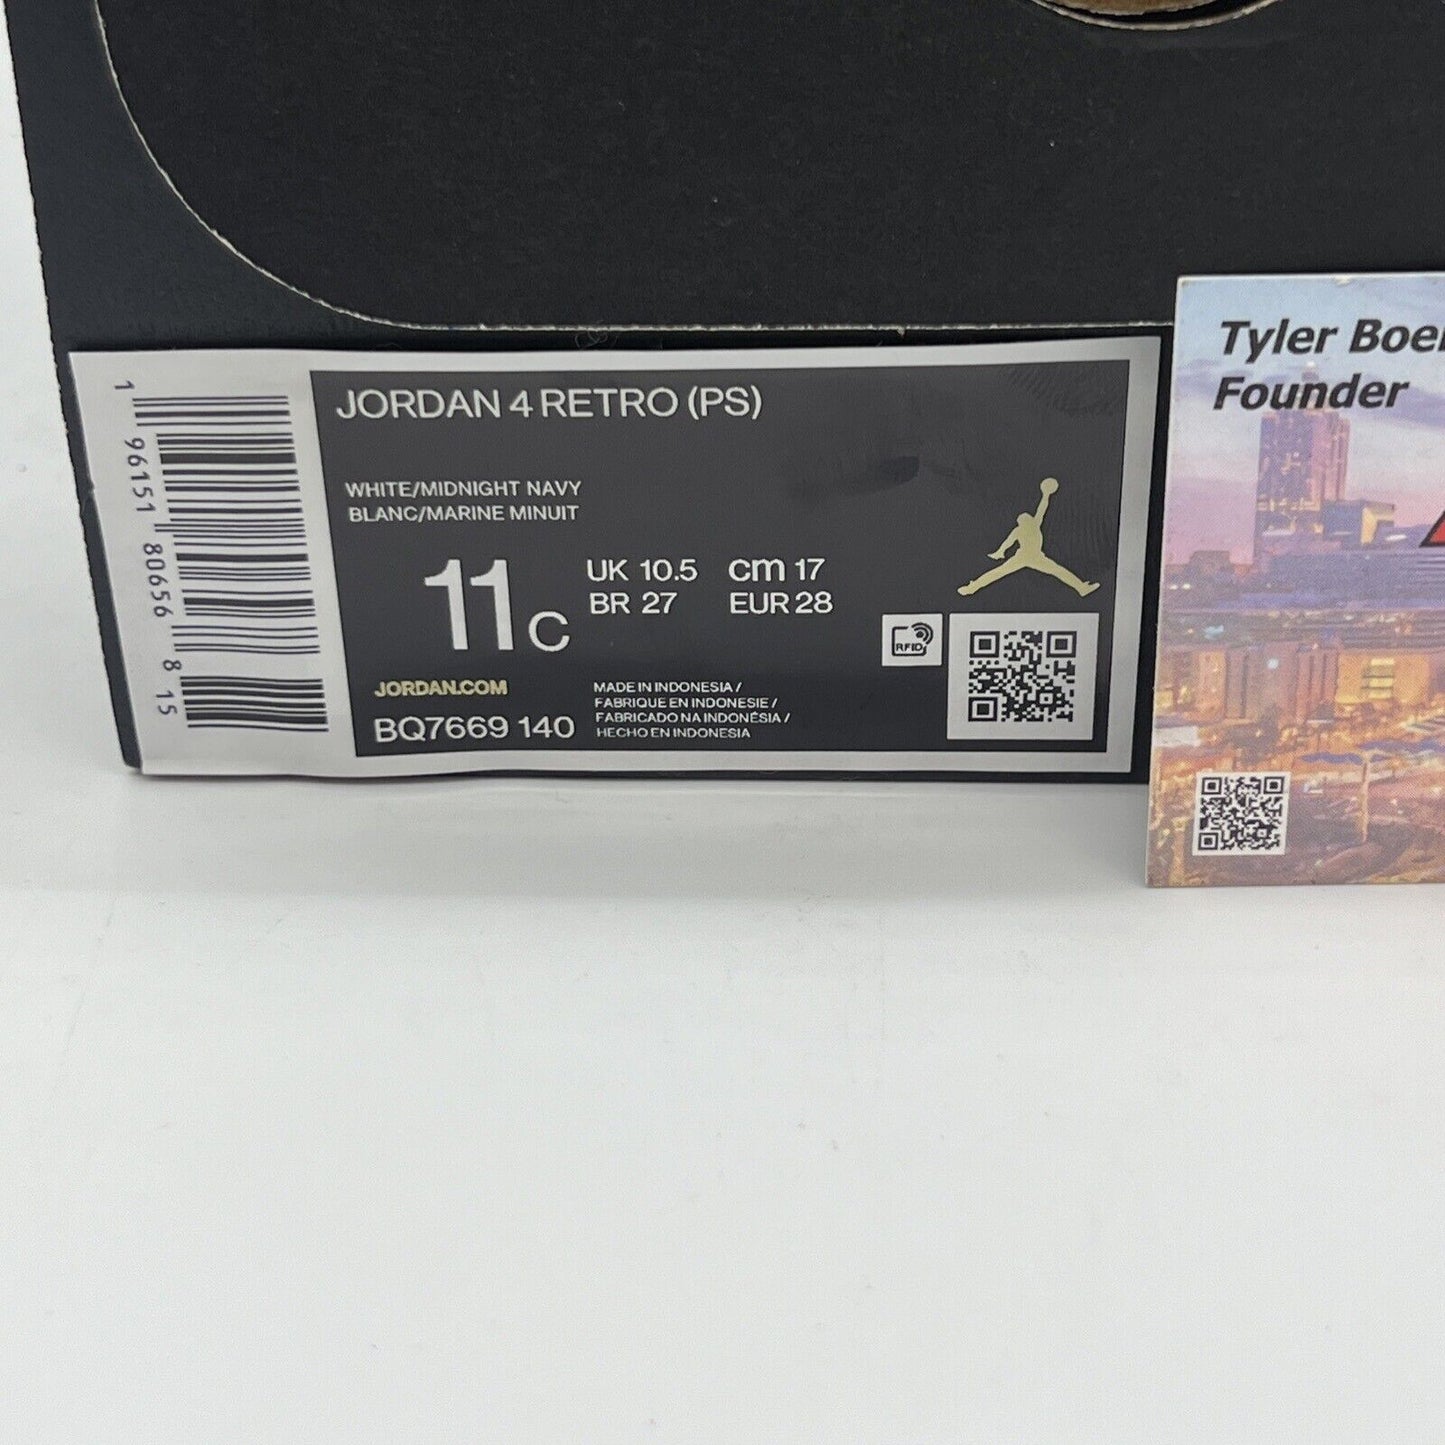 JORDAN 4 RETRO (PS)
WHITE/MIDNIGHT NAVY
BLANC/MARINE MINUIT
11c
UK 10.5 cm 17
BR 27 EUR 28
RFID
JORDAN.COM
BQ7669 140
MADE IN INDONESIA /
FABRIQUE EN INDONESIE /
FABRICADO NA INDONÉSIA /
HECHO EN INDONESIA
1 96151 80656 8 15
Tyler
Founder